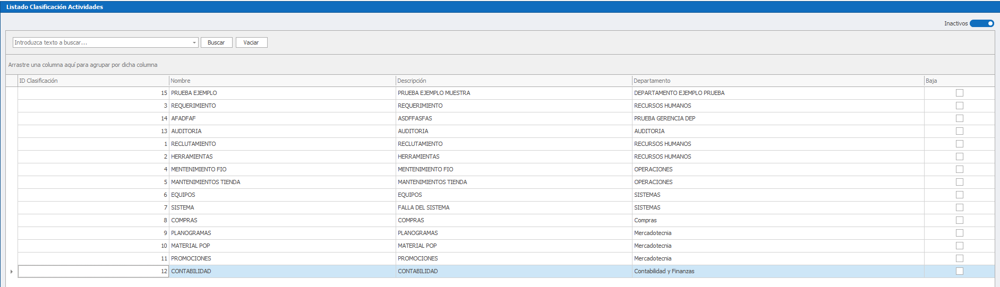 Listado Clasificación Actividades
Inactivos
Introduzca texto a buscar... Buscar Vaciar
Arrastre una columna aquí para agrupar por dicha columna
ID Clasificación Nombre Descripción Departamento Baja
15 PRUEBA EJEMPLO PRUEBA EJEMPLO MUESTRA DEPARTAMENTO EJEMPLO PRUEBA
3 REQUERIMIENTO REQUERIMIENTO RECURSOS HUMANOS
14 AFADFAF ASDFFASFAS PRUEBA GERENCIA DEP
13 AUDITORIA AUDITORIA AUDITORIA
1 RECLUTAMIENTO RECLUTAMIENTO RECURSOS HUMANOS
2 HERRAMIENTAS HERRAMIENTAS RECURSOS HUMANOS
4 MENTENIMIENTO FIO MENTENIMIENTO FIO OPERACIONES
5 MANTENIMIENTOS TIENDA MANTENIMIENTOS TIENDA OPERACIONES
6 EQUIPOS EQUIPOS SISTEMAS
7 SISTEMA FALLA DEL SISTEMA SISTEMAS
8 COMPRAS COMPRAS Compras
9 PLANOGRAMAS PLANOGRAMAS Mercadotecnia
10 MATERIAL POP MATERIAL POP Mercadotecnia
11 PROMOCIONES PROMOCIONES Mercadotecnia
12 CONTABILIDAD CONTABILIDAD Contabilidad y Finanzas